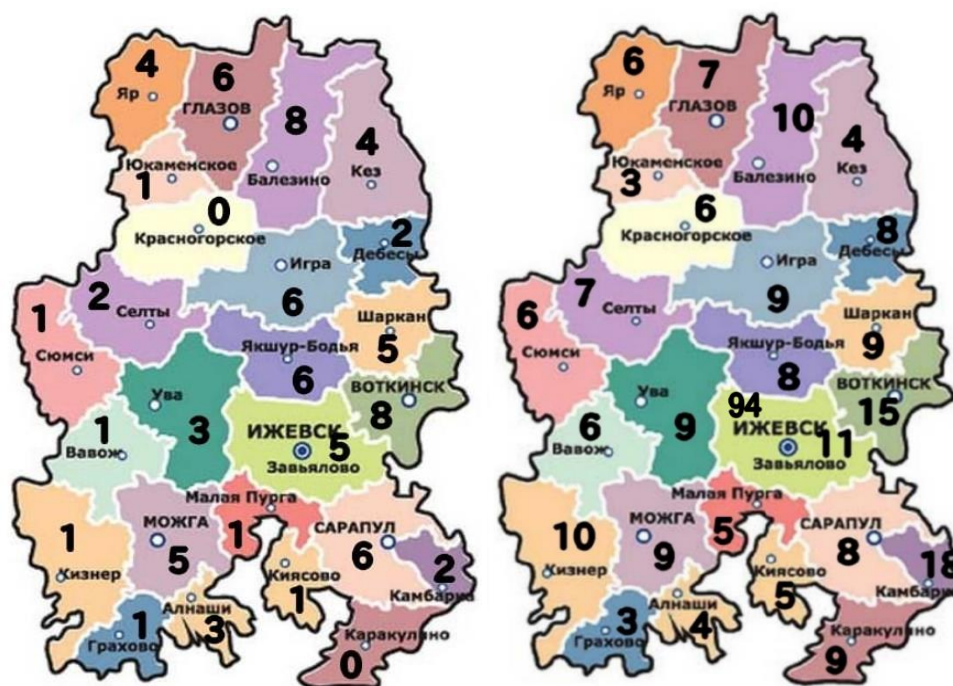 4
Яр
6
ГЛАЗОВ
8
Балезино
4
Кез
Юкаменское
1
0
Красногорское
2
Дебесы
Игра
6
2
Селты
1
Сюмси
Шаркан
5
Якшур-Бодья
6
ВОТКИНСК
8
Ува
3
1
Вавож
ИЖЕВСК
5
Завьялово
Малая Пурга
1
МОЖГА
5
1
Кизнер
САРАПУЛ
6
2
Камбарка
Киясово
1
Алнаши
3
1
Грахово
Каракулино
0
6
Яр
7
ГЛАЗОВ
10
Балезино
4
Кез
Юкаменское
3
6
Красногорское
8
Дебесы
Игра
9
7
Селты
6
Сюмси
Шаркан
9
Якшур-Бодья
8
ВОТКИНСК
15
Ува
9
6
Вавож
94
ИЖЕВСК
11
Завьялово
Малая Пурга
5
МОЖГА
9
10
Кизнер
САРАПУЛ
8
18
Камбарка
Киясово
5
Алнаши
4
3
Грахово
Каракулино
9